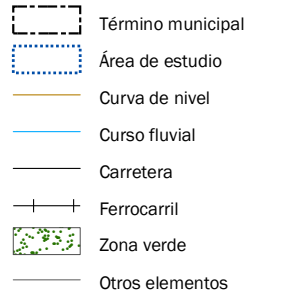 Término municipal
Área de estudio
Curva de nivel
Curso fluvial
Carretera
Ferrocarril
Zona verde
Otros elementos